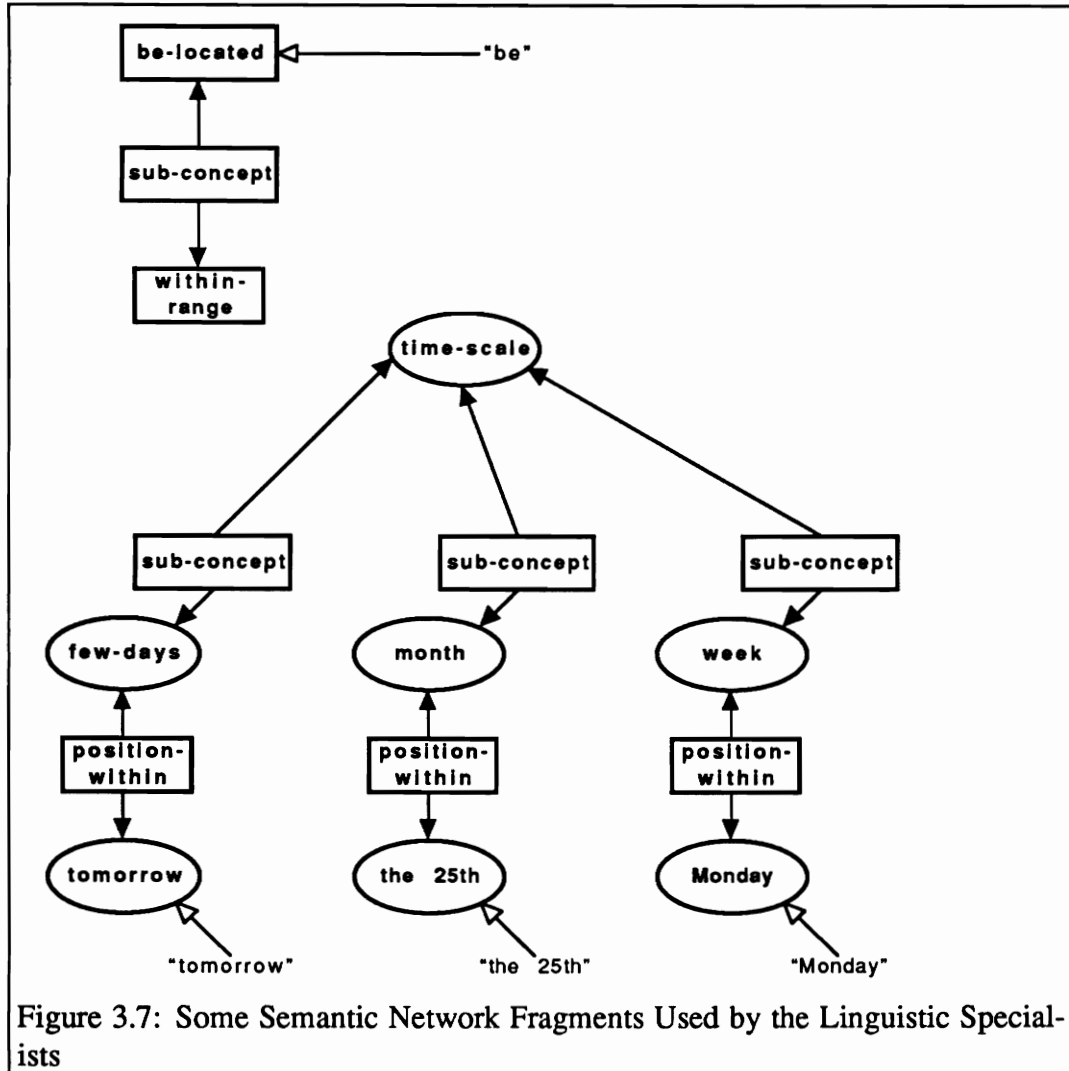 be-located
"be"
sub-concept
within-
range
time-scale
sub-concept
sub-concept
sub-concept
few-days
month
week
position-
within
position-
within
position-
within
tomorrow
the 25th
Monday
"tomorrow"
"the 25th"
"Monday"
Figure 3.7: Some Semantic Network Fragments Used by the Linguistic Special-
ists